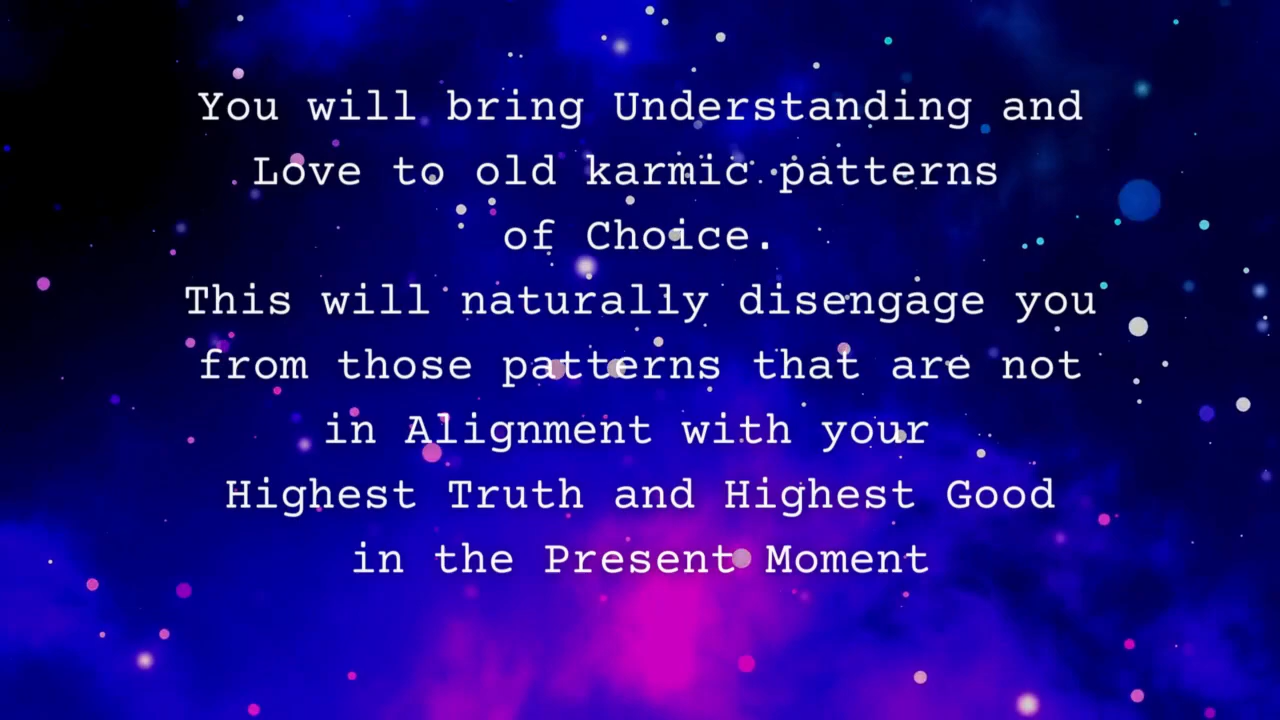 You will bring Understanding and
Love to old karmic patterns
of Choice.
This will naturally disengage you
from those patterns that are not
in Alignment with your
Highest Truth and Highest Good
in the Present Moment